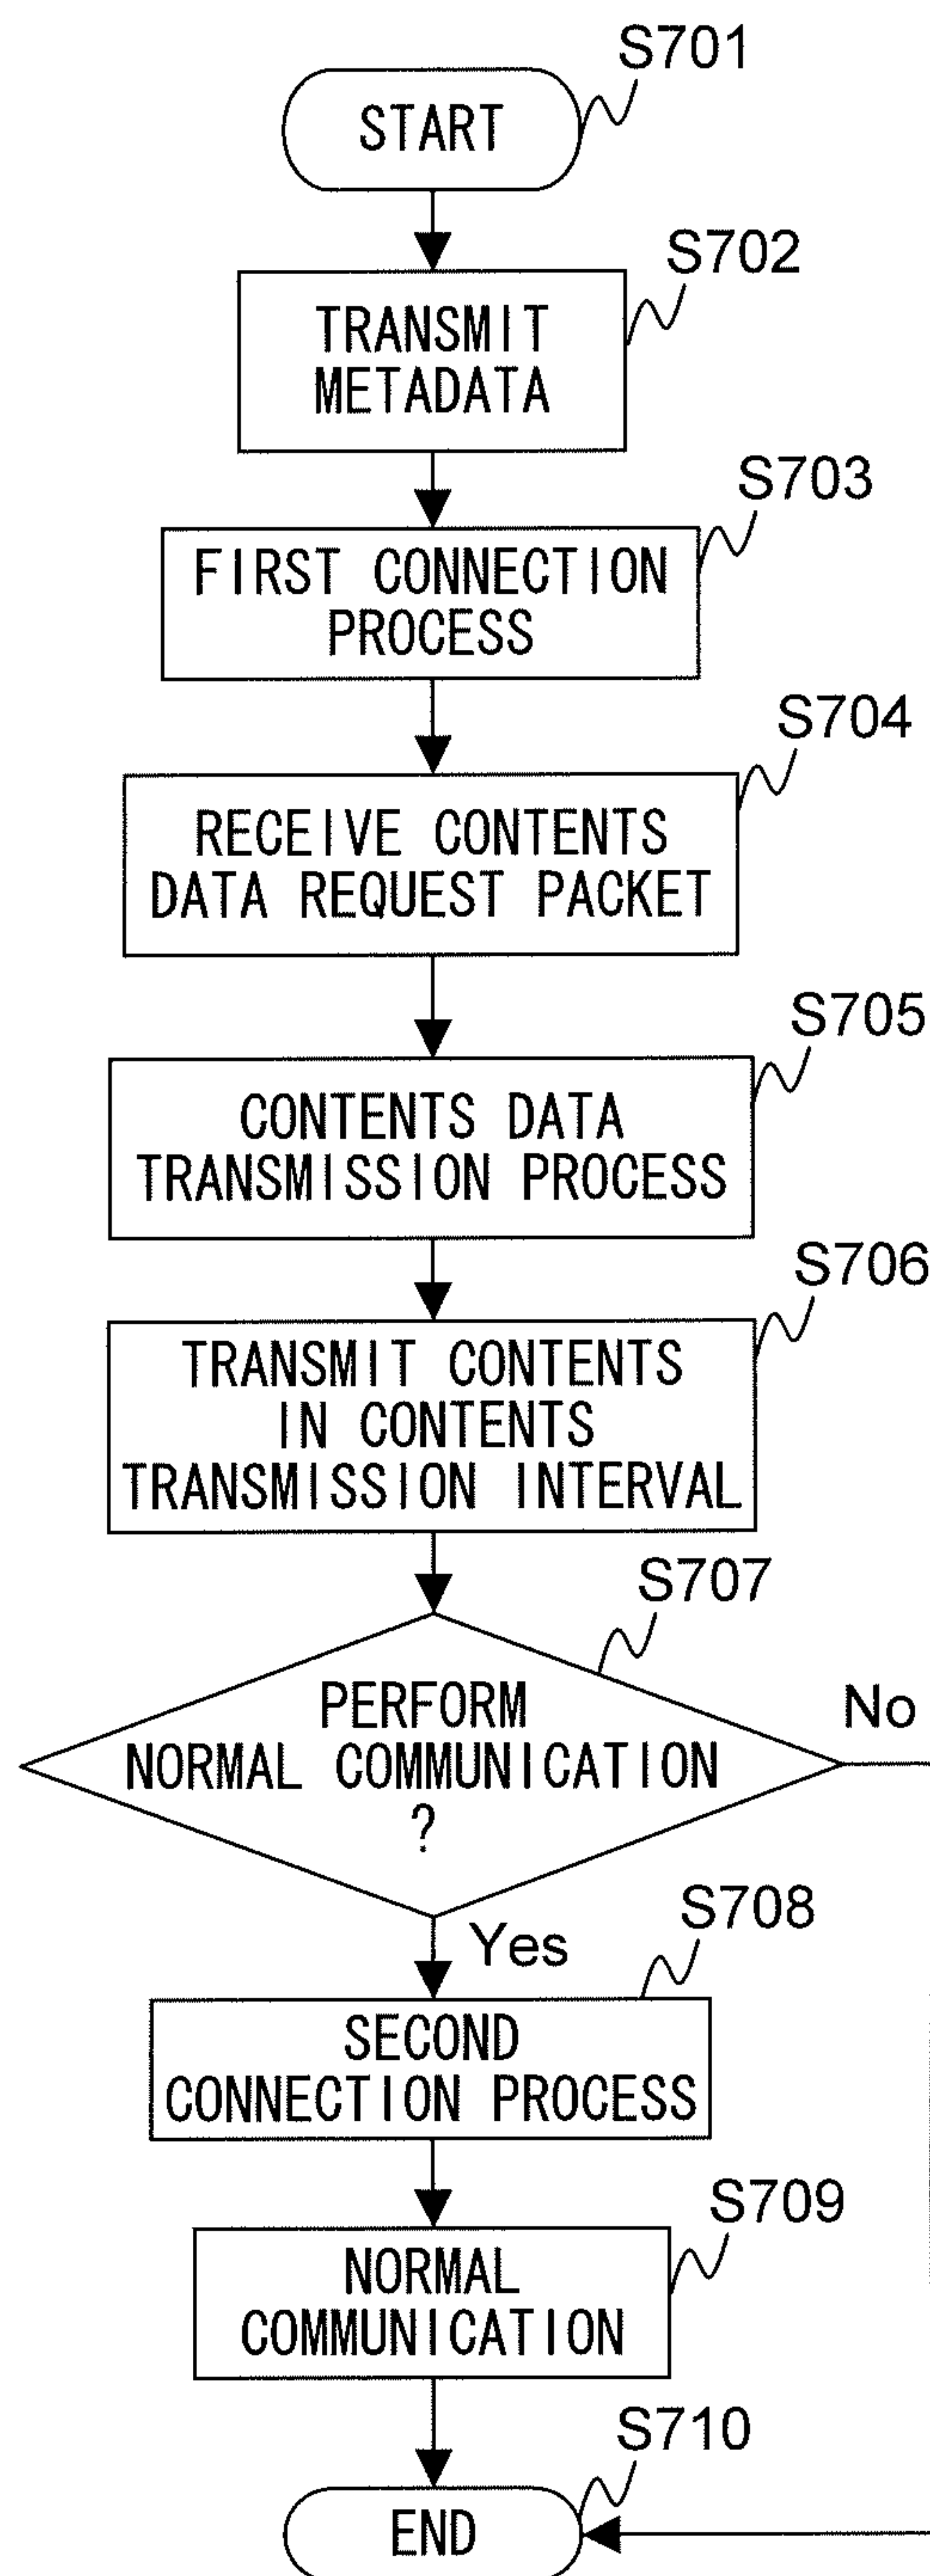 S701
START
S702
TRANSMIT
METADATA
S703
FIRST CONNECTION
PROCESS
S704
RECEIVE CONTENTS
DATA REQUEST PACKET
S705
CONTENTS DATA
TRANSMISSION PROCESS
S706
TRANSMIT CONTENTS
IN CONTENTS
TRANSMISSION INTERVAL
S707
PERFORM
NORMAL COMMUNICATION
?
No
Yes
S708
SECOND
CONNECTION PROCESS
S709
NORMAL
COMMUNICATION
S710
END